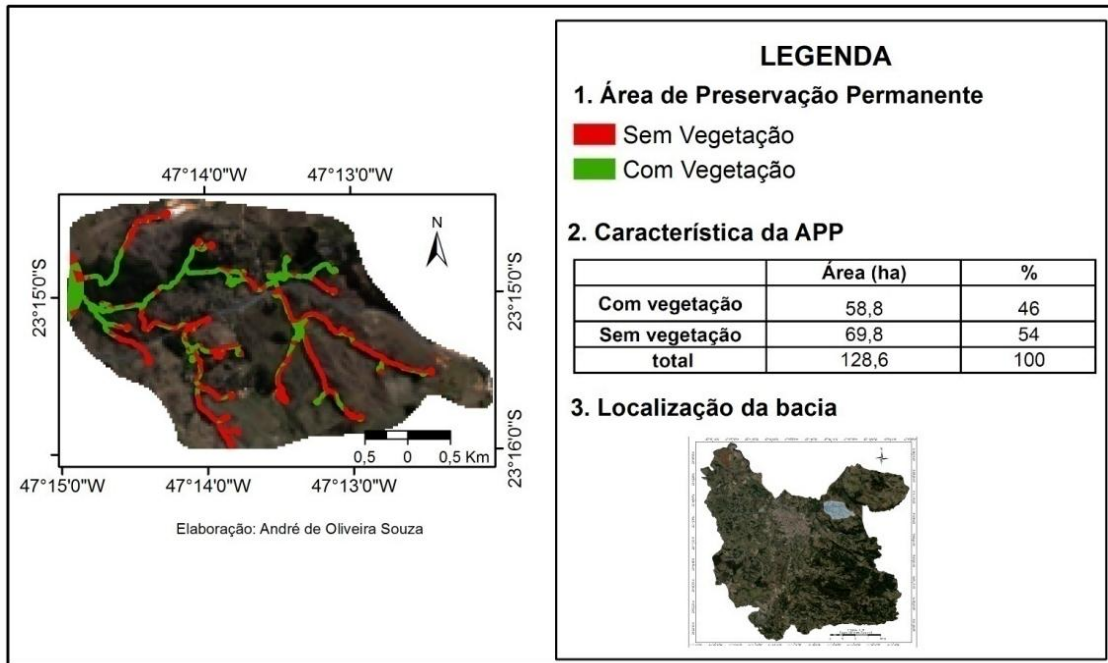 47°14'0"W 47°13'0"W
N
23°15'0"S 23°15'0"S
23°16'0"S
0,5 0 0,5 Km
47°15'0"W 47°14'0"W 47°13'0"W
Elaboração: André de Oliveira Souza
LEGENDA
1. Área de Preservação Permanente
Sem Vegetação
Com Vegetação
2. Característica da APP
Área (ha) %
Com vegetação 58,8 46
Sem vegetação 69,8 54
total 128,6 100
3. Localização da bacia